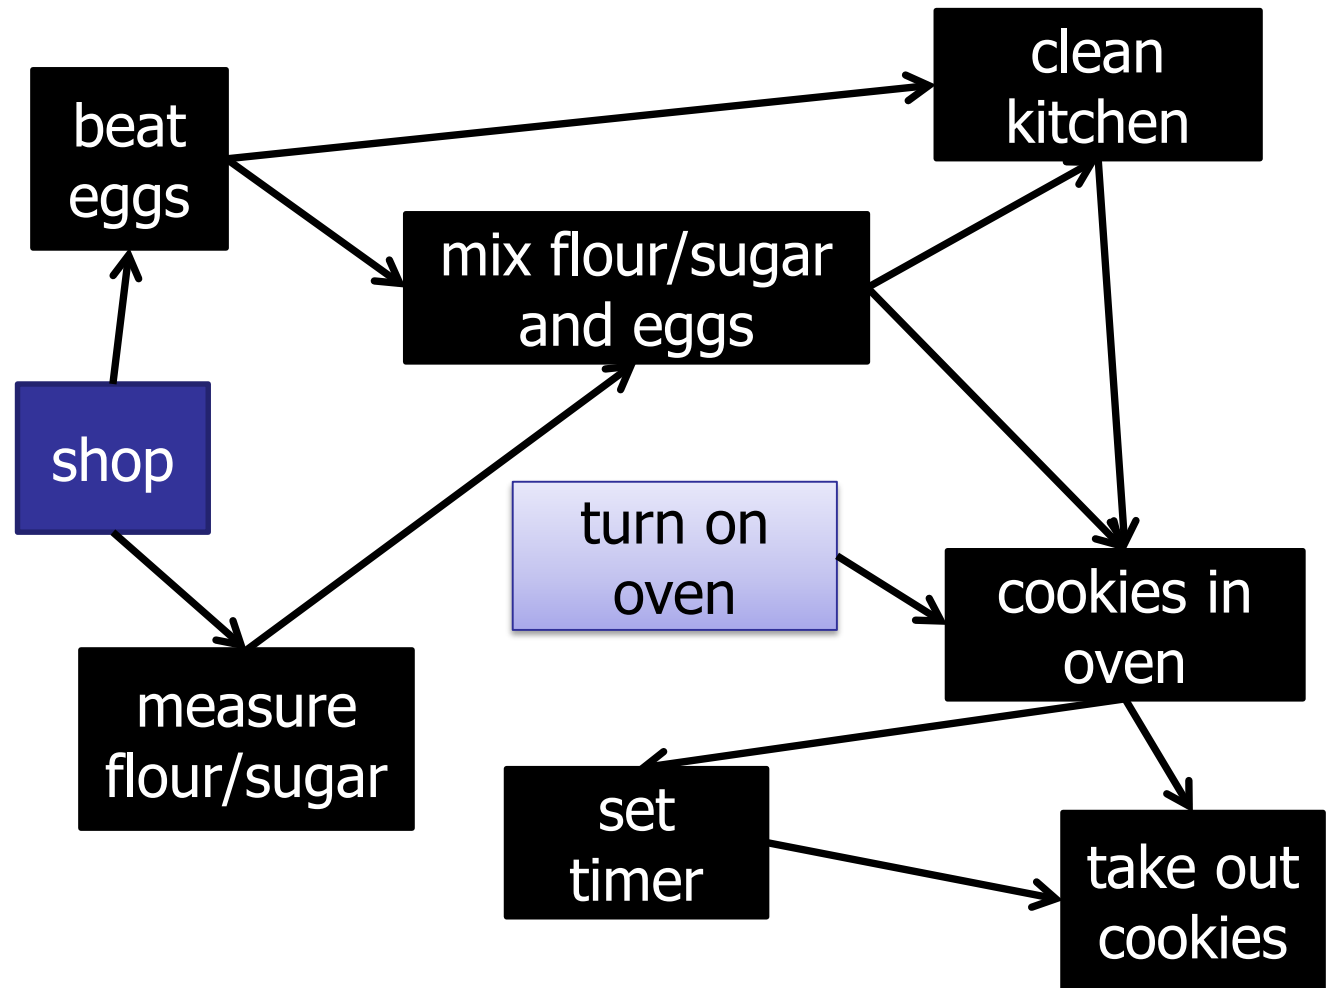 clean
kitchen
beat
eggs
mix flour/sugar
and eggs
shop
turn on
oven
cookies in
oven
measure
flour/sugar
set
timer
take out
cookies